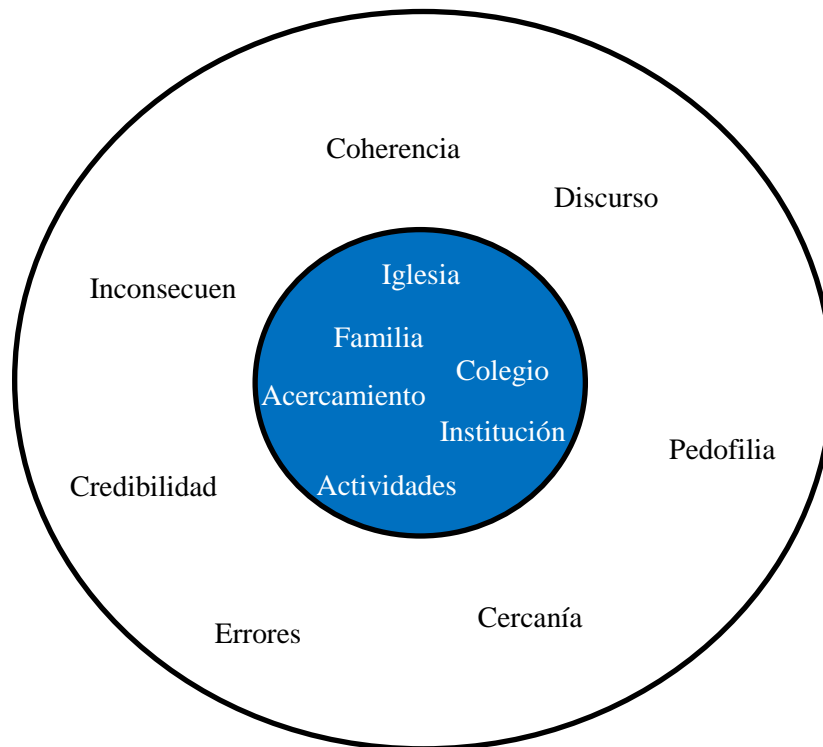 Coherencia
Discurso
Iglesia
Inconsecuen
Familia
Colegio
Acercamiento
Institución
Pedofilia
Actividades
Credibilidad
Cercanía
Errores